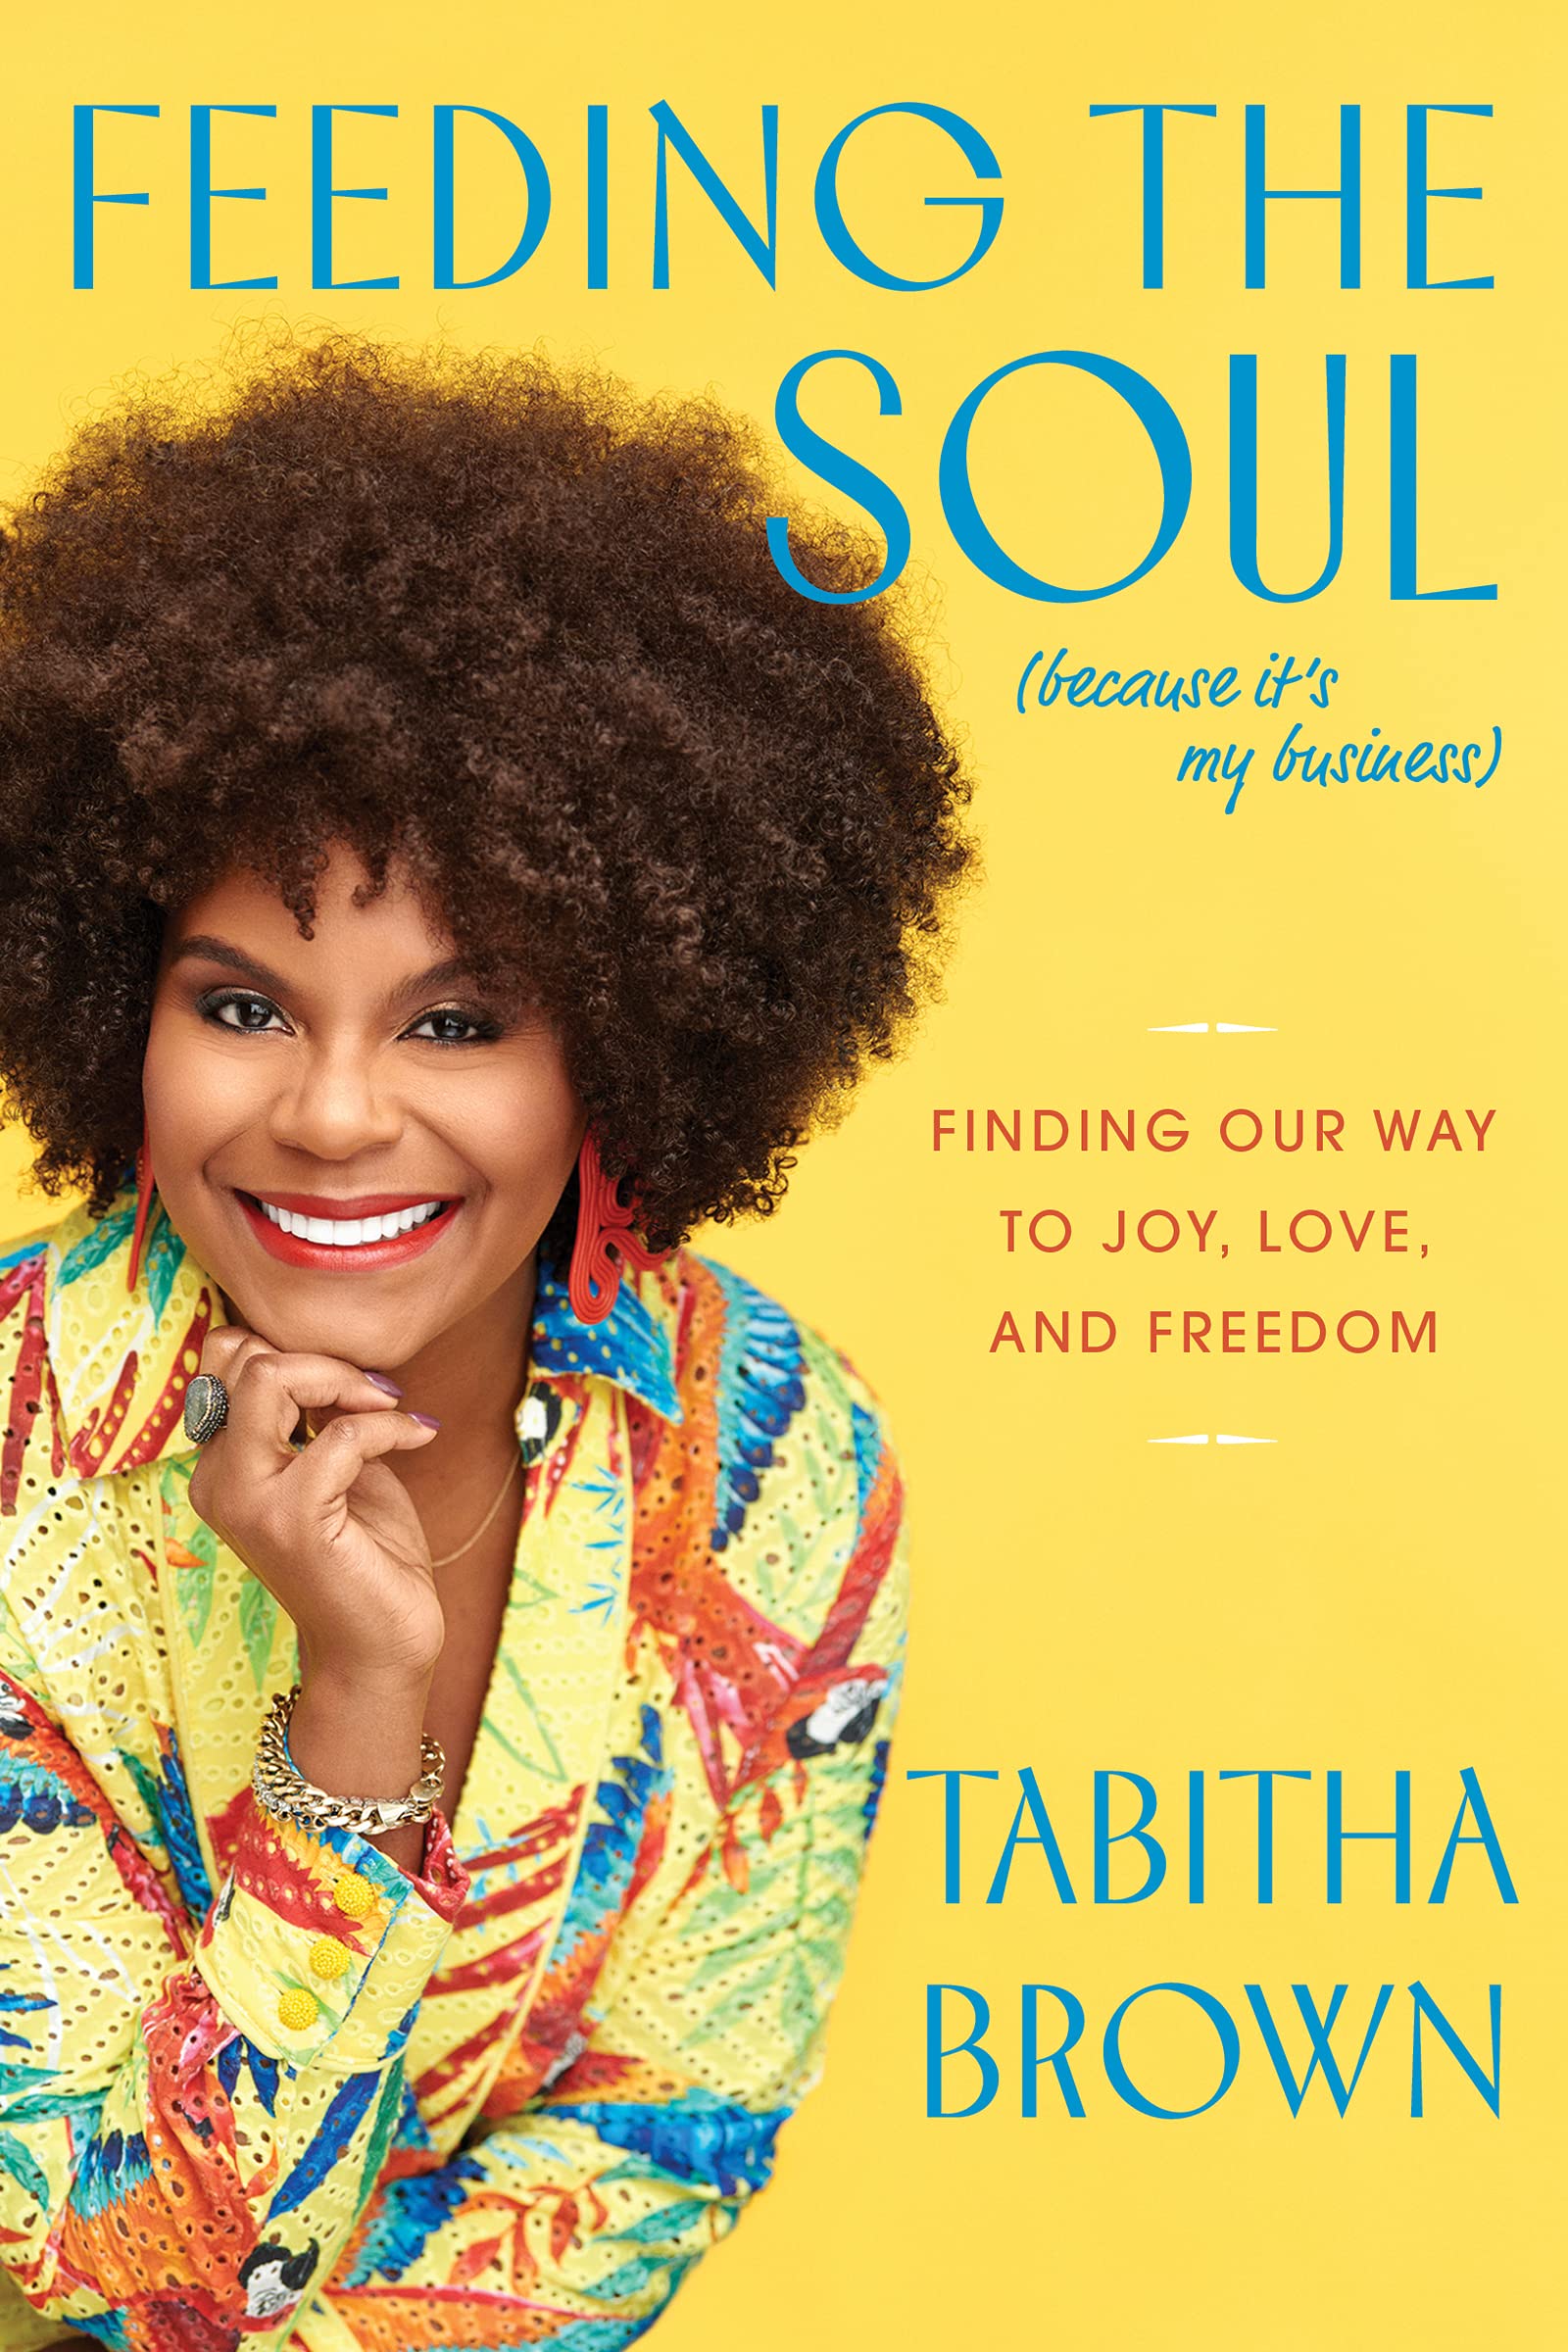 FEEDING THE
SOUL
(because it's
my business)
FINDING OUR WAY
TO JOY, LOVE,
AND FREEDOM
TABITHA
BROWN